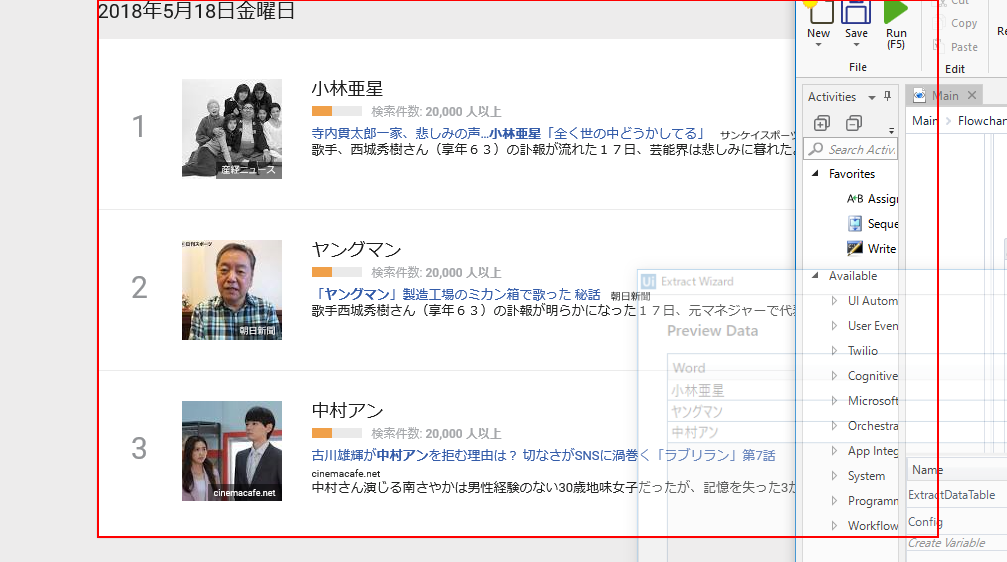 2018年5月18日金曜日
1
小林亜星
検索件数: 20,000 人以上
寺内貫太郎一家、悲しみの声...小林亜星「全く世の中どうかしてる」 サンケイスポーツ
歌手、西城秀樹さん（享年６３）の訃報が流れた１７日、芸能界は悲しみに暮れた
産経ニュース
2
日刊スポーツ
朝日新聞
ヤングマン
検索件数: 20,000 人以上
「ヤングマン」製造工場のミカン箱で歌った 秘話 朝日新聞
歌手西城秀樹さん（享年６３）の訃報が明らかになった１７日、元マネジャーで代
3
cinemacafe.net
中村アン
検索件数: 20,000 人以上
古川雄輝が中村アンを拒む理由は？ 切なさがSNSに渦巻く「ラブリラン」第7話
cinemacafe.net
中村さん演じる南さやかは男性経験のない30歳地味女子だったが、記憶を失った3か
Extract Wizard
Preview Data
Word
小林亜星
ヤングマン
中村アン
New
Save
Run
(F5)
File
Cut
Copy
Paste
Edit
Re
Activities
Main
Main
Flowchar
Search Activ
Favorites
A+B Assign
Seque
Write
Available
UI Autom
User Even
Twilio
Cognitive
Microsoft
Orchestra
App Integ
System
Programm
Workflow
Name
ExtractDataTable
Config
Create Variable